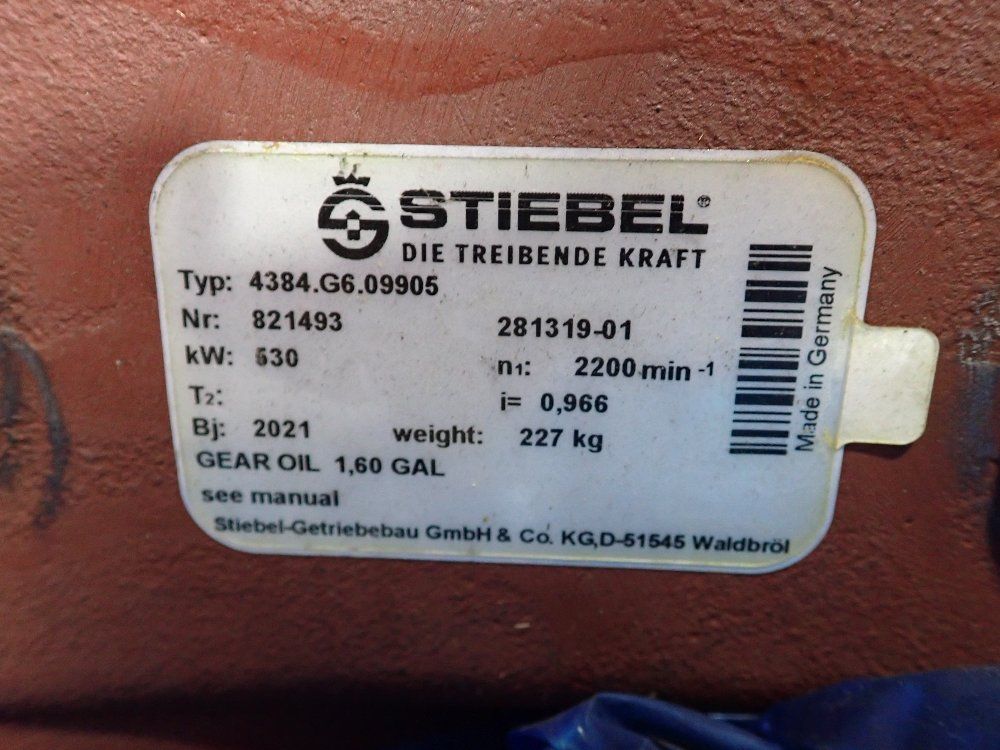 STIEBEL®
DIE TREIBENDE KRAFT
Typ: 4384.G6.09905
Nr: 821493 281319-01
kW: 530 n1: 2200 min -1
T2: i= 0,966
Bj: 2021 weight: 227 kg
GEAR OIL 1,60 GAL
see manual
Stiebel-Getriebebau GmbH & Co. KG,D-51545 Waldbröl
Made in Germany